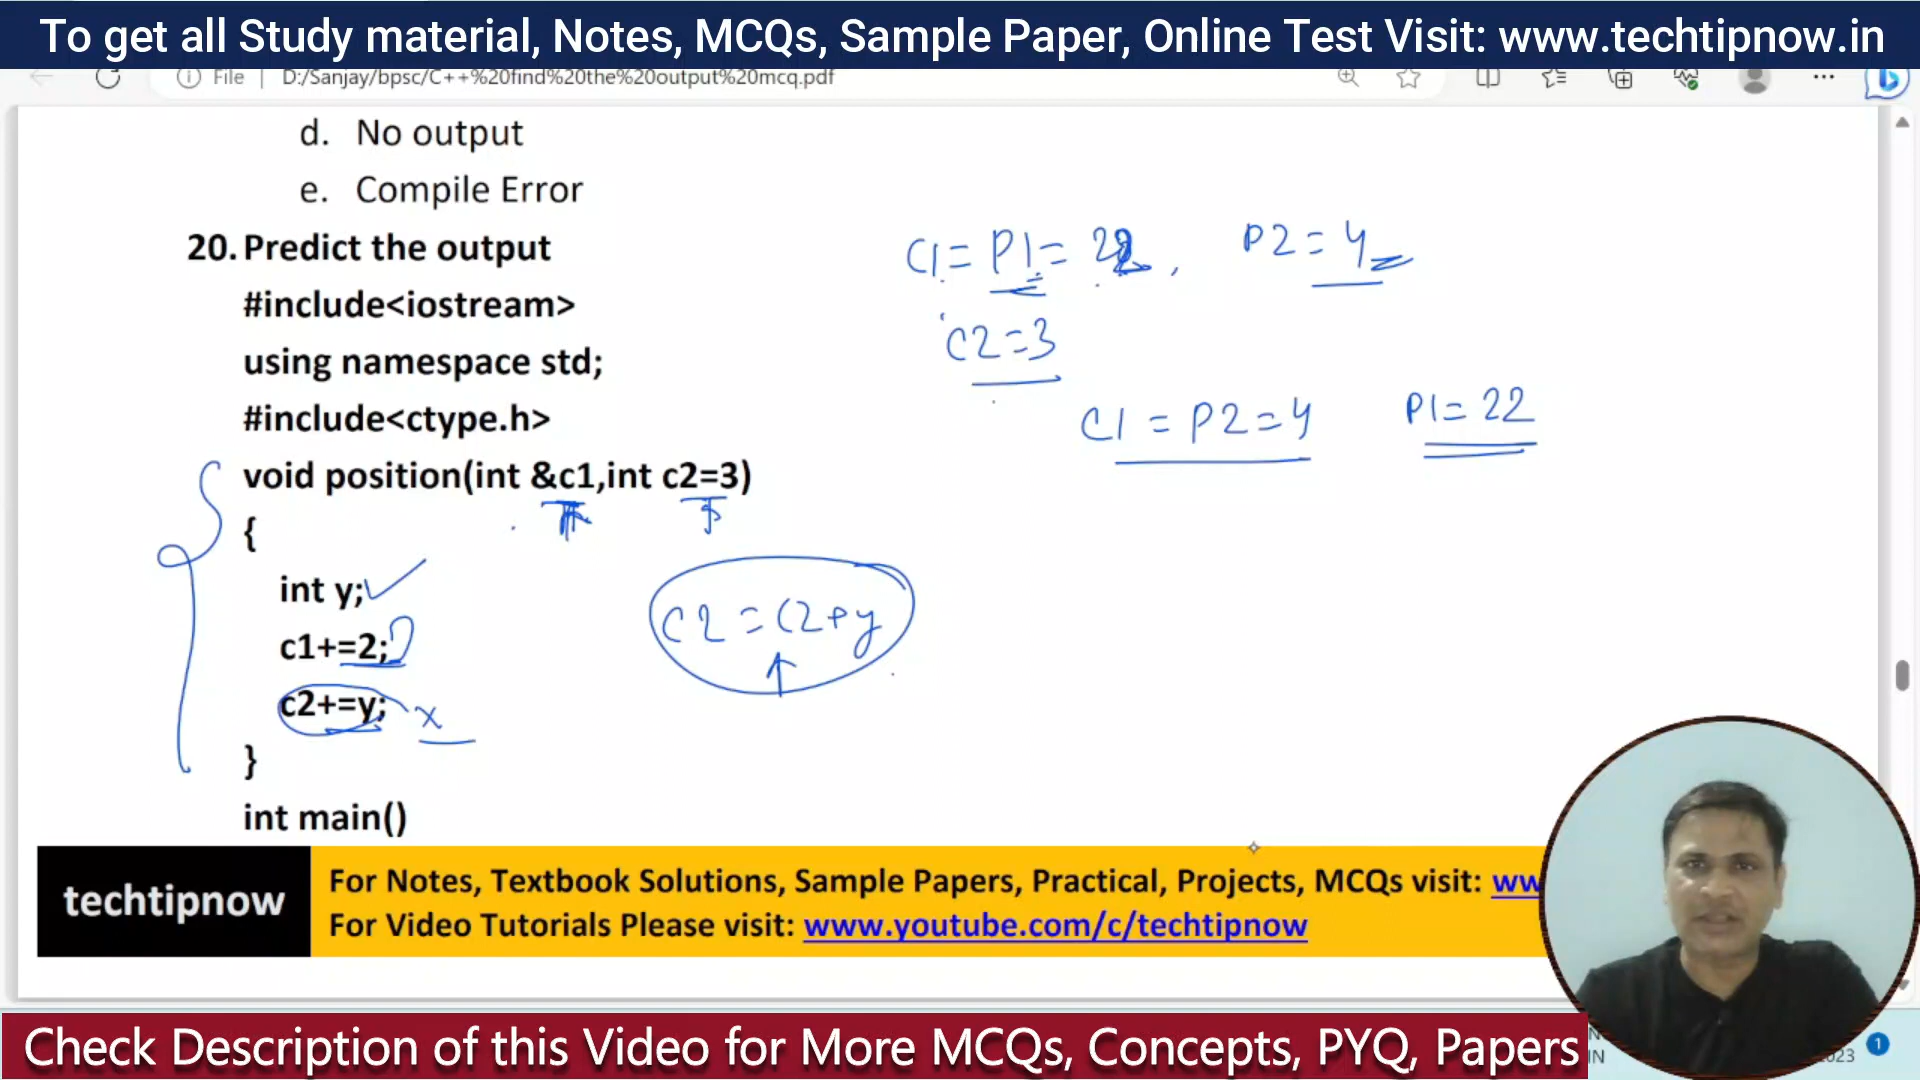 To get all Study material, Notes, MCQs, Sample Paper, Online Test Visit: www.techtipnow.in
File | D:/Sanjay/bpsc/C++%20find%20the%20output%20mcq.pdf
d. No output
e. Compile Error
20. Predict the output
#include<iostream>
using namespace std;
#include<ctype.h>
void position(int &c1,int c2=3)
{
int y;
c1+=2;
c2+=y;
}
int main()
C1 = P1 = 22, P2 = 4
C2=3
C1 = P2 = 4 P1 = 22
C2 = C2+y
x
techtipnow
For Notes, Textbook Solutions, Sample Papers, Practical, Projects, MCQs visit: ww
For Video Tutorials Please visit: www.youtube.com/c/techtipnow
Check Description of this Video for More MCQs, Concepts, PYQ, Papers
IN
023
1